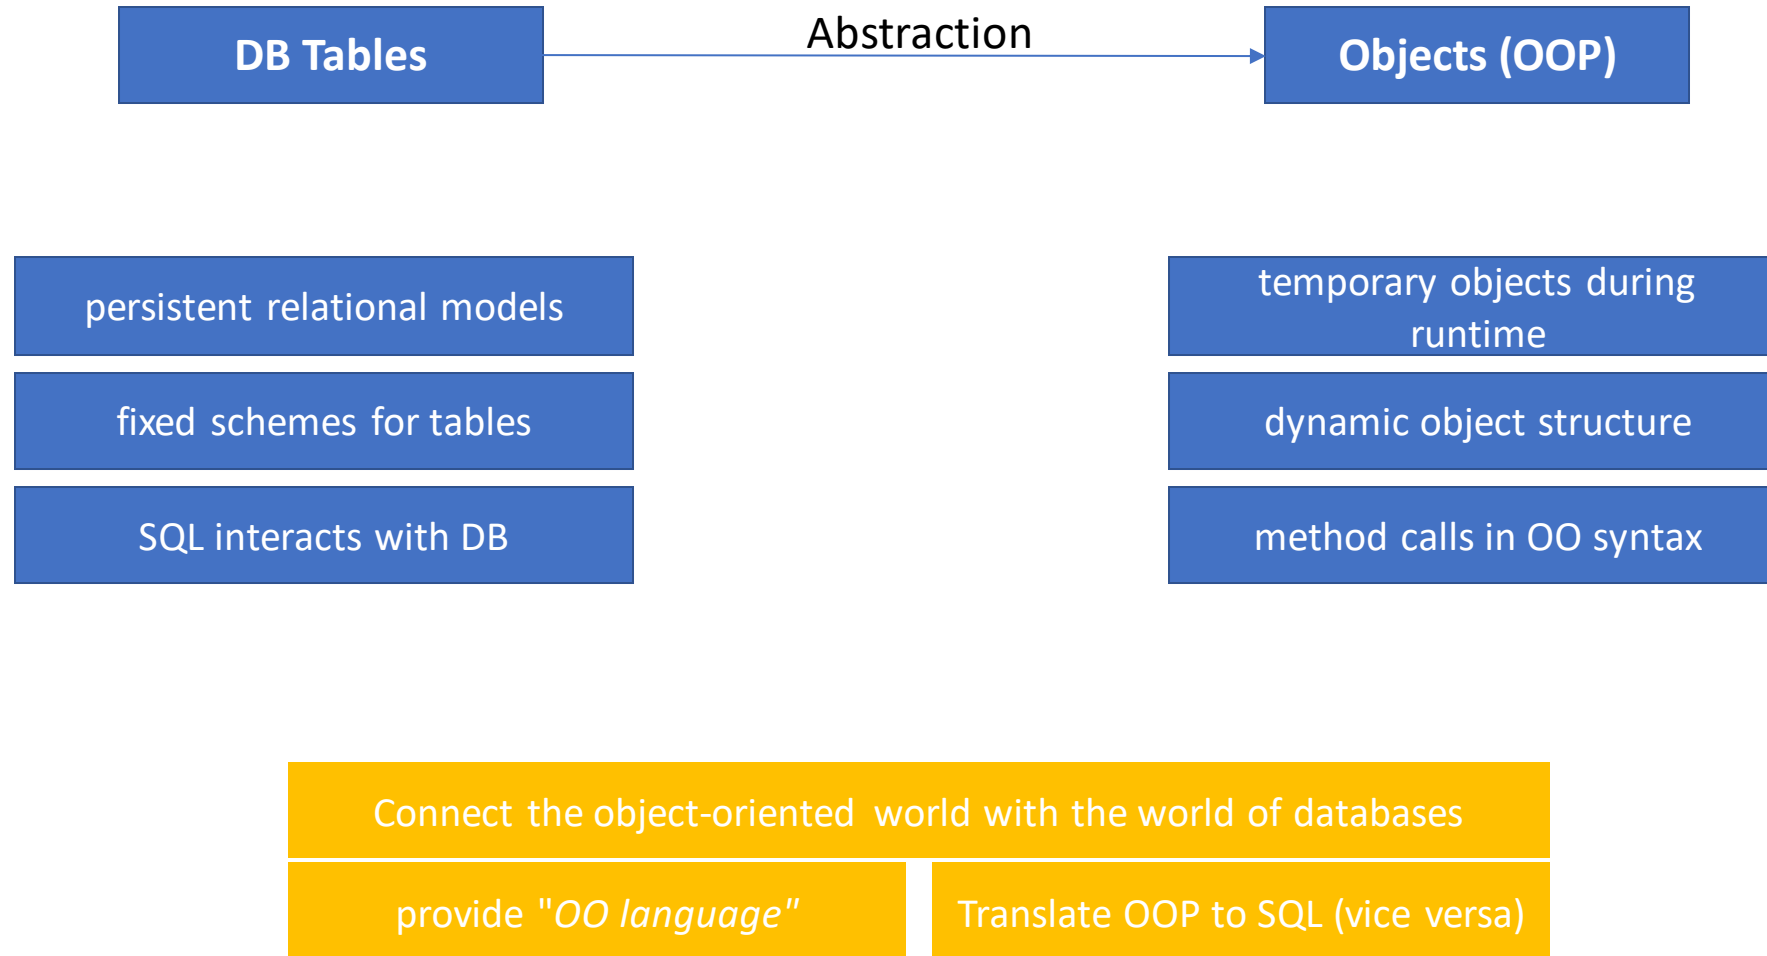 DB Tables
Abstraction
Objects (OOP)
persistent relational models
temporary objects during
runtime
fixed schemes for tables
dynamic object structure
SQL interacts with DB
method calls in OO syntax
Connect the object-oriented world with the world of databases
provide "OO language"
Translate OOP to SQL (vice versa)